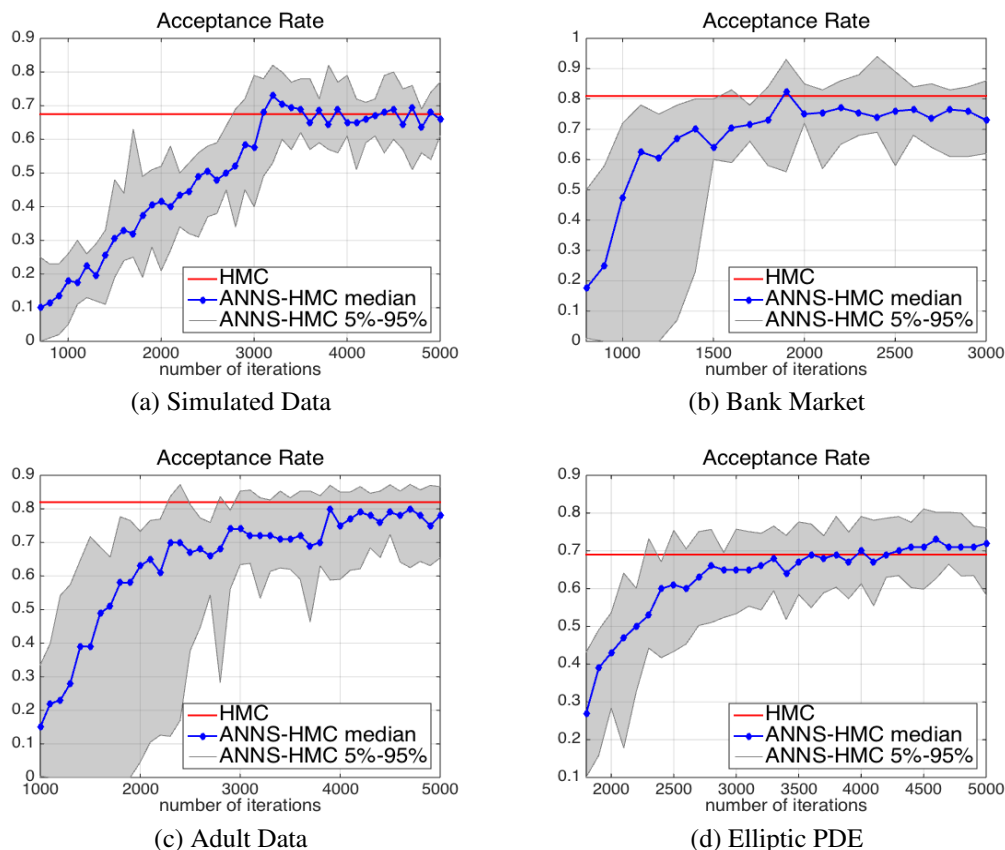 Acceptance Rate
0.9
0.8
0.7
0.6
0.5
0.4
0.3
0.2
0.1
0
HMC
ANNS-HMC median
ANNS-HMC 5%-95%
1000 2000 3000 4000 5000
number of iterations
(a) Simulated Data
Acceptance Rate
1
0.9
0.8
0.7
0.6
0.5
0.4
0.3
0.2
0.1
0
HMC
ANNS-HMC median
ANNS-HMC 5%-95%
1000 1500 2000 2500 3000
number of iterations
(b) Bank Market
Acceptance Rate
0.9
0.8
0.7
0.6
0.5
0.4
0.3
0.2
0.1
0
HMC
ANNS-HMC median
ANNS-HMC 5%-95%
1000 2000 3000 4000 5000
number of iterations
(c) Adult Data
Acceptance Rate
0.9
0.8
0.7
0.6
0.5
0.4
0.3
0.2
0.1
HMC
ANNS-HMC median
ANNS-HMC 5%-95%
2000 2500 3000 3500 4000 4500 5000
number of iterations
(d) Elliptic PDE